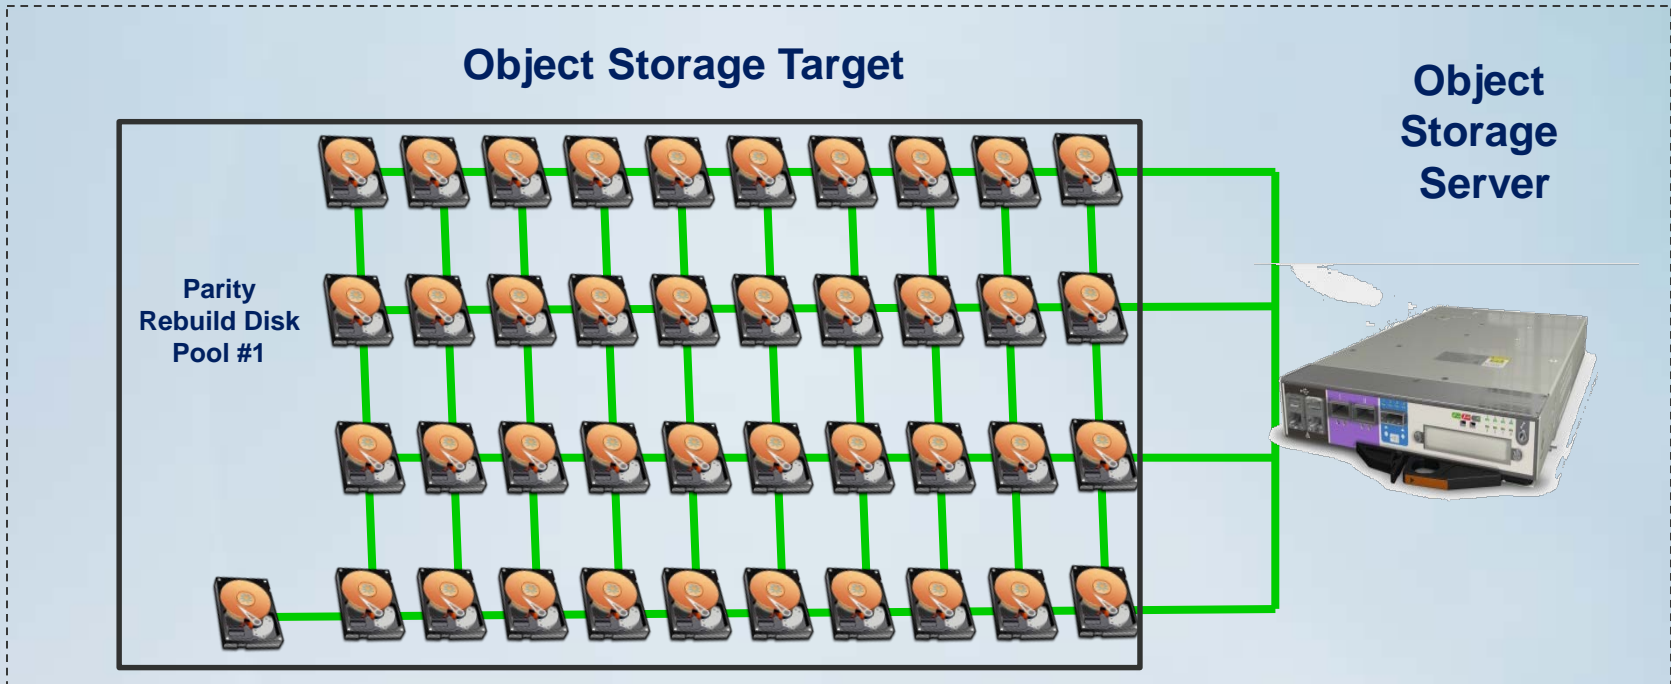 Object Storage Target
Object
Storage
Server
Parity
Rebuild Disk
Pool #1